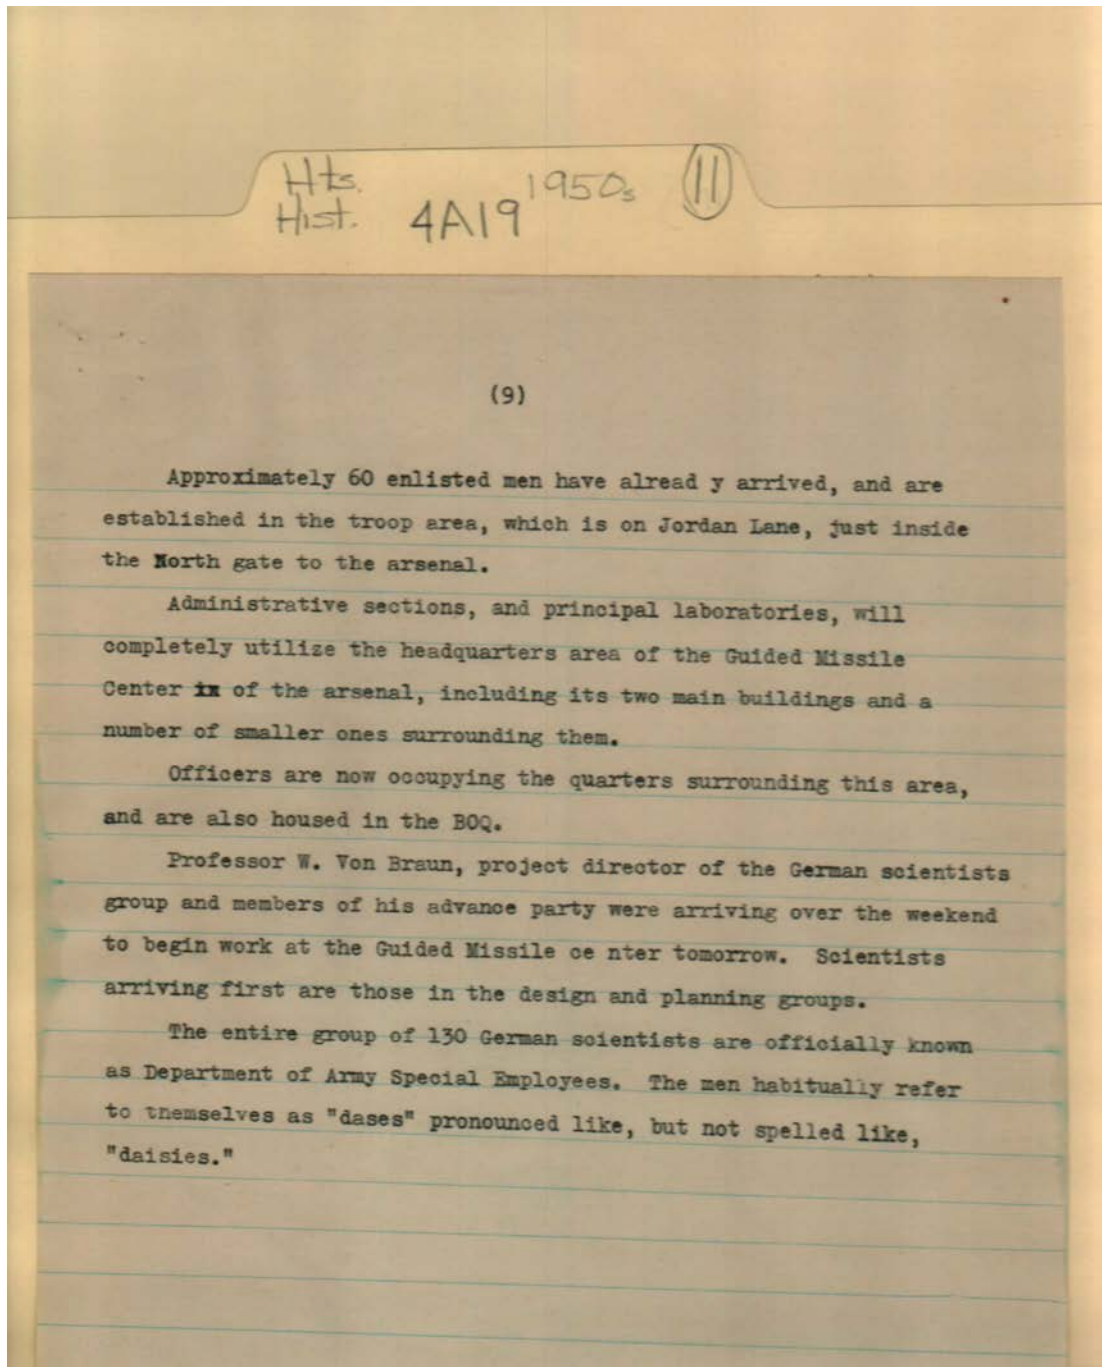 Hts. 1950s 11
Hist. 4A19
(9)
Approximately 60 enlisted men have alread y arrived, and are
established in the troop area, which is on Jordan Lane, just inside
the North gate to the arsenal.
Administrative sections, and principal laboratories, will
completely utilize the headquarters area of the Guided Missile
Center ix of the arsenal, including its two main buildings and a
number of smaller ones surrounding them.
Officers are now occupying the quarters surrounding this area,
and are also housed in the BOQ.
Professor W. Von Braun, project director of the German scientists
group and members of his advance party were arriving over the weekend
to begin work at the Guided Missile ce nter tomorrow.  Scientists
arriving first are those in the design and planning groups.
The entire group of 130 German scientists are officially known
as Department of Army Special Employees.  The men habitually refer
to themselves as "dases" pronounced like, but not spelled like,
"daisies."